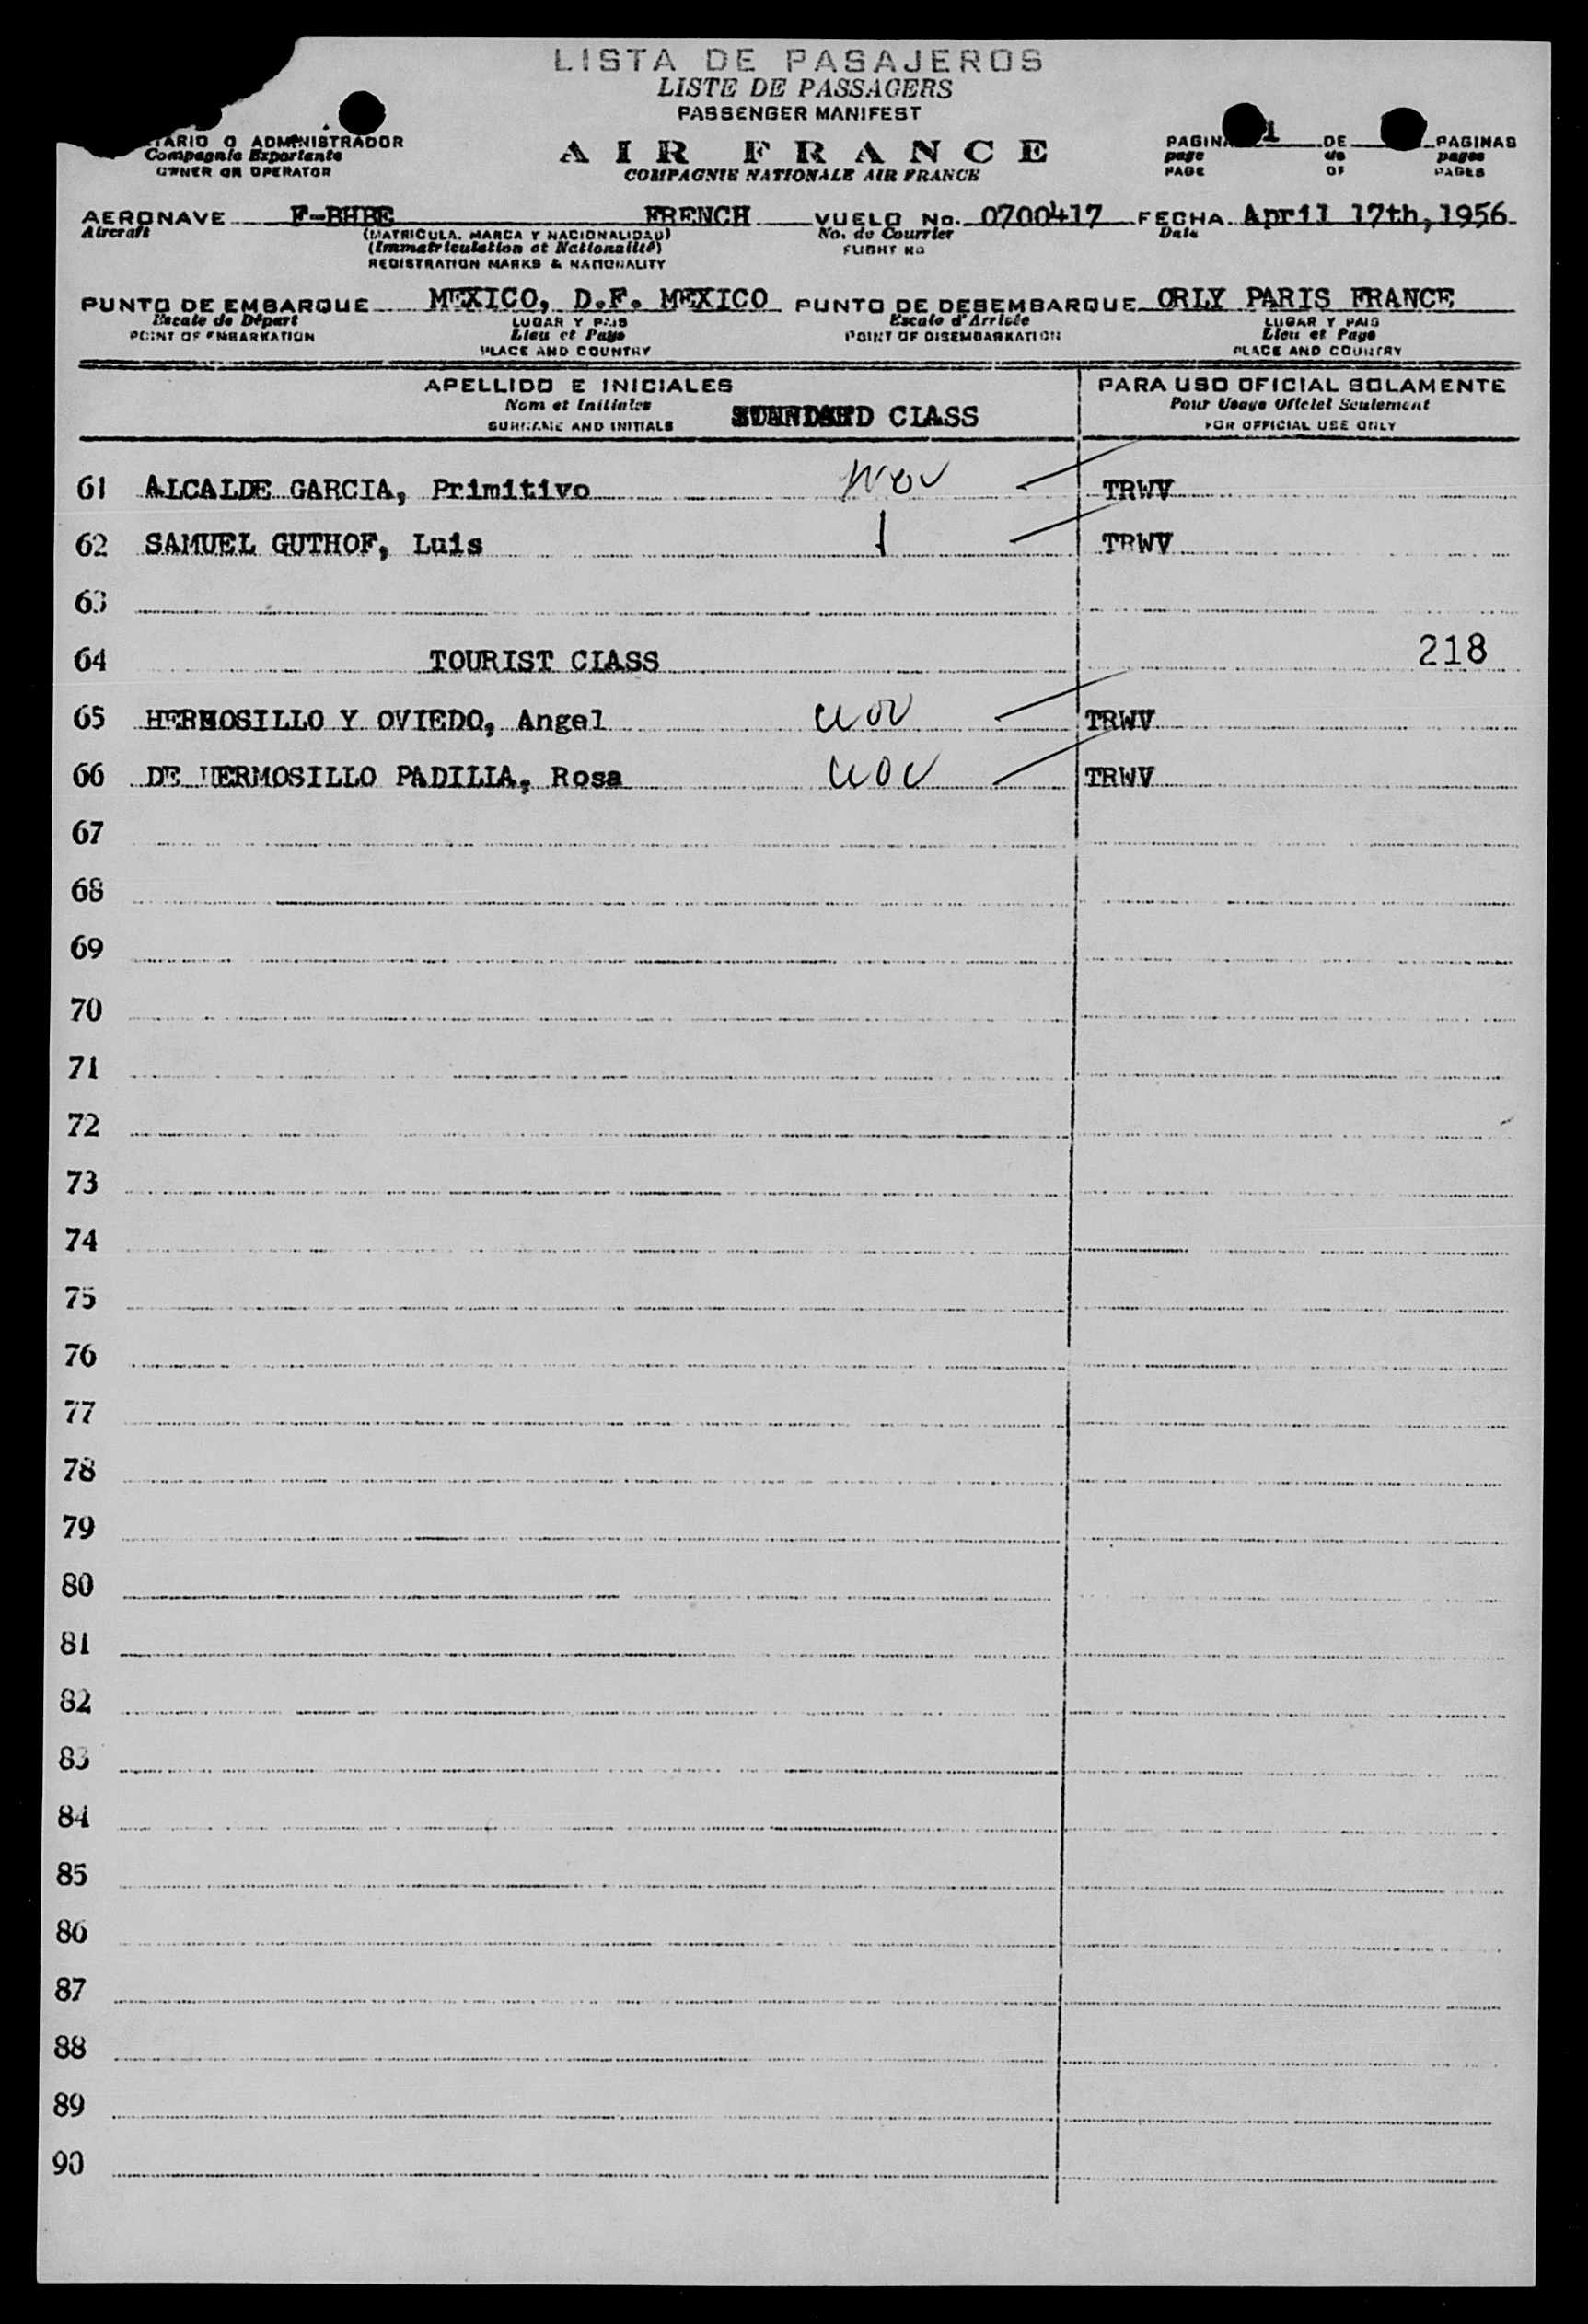 LISTA DE PASAJEROS
LISTE DE PASSAGERS
PASSENGER MANIFEST
TARIO O ADMINISTRADOR
Compagnie Exportante
OWNER OR OPERATOR
AIR FRANCE
COMPAGNIE NATIONALE AIR FRANCE
PAGINA 1 DE PAGINAS
page de pages
PAGE OF PAGES
AERONAVE F-BHBE FRENCH VUELO No. 0700417 FECHA April 17th, 1956
Aircraft (MATRICULA, MARCA Y NACIONALIDAD) No. du Courrier Date
(Immatriculation et Nationalité) FLIGHT NO
REGISTRATION MARKS & NATIONALITY
PUNTO DE EMBARQUE MEXICO, D.F. MEXICO PUNTO DE DESEMBARQUE ORLY PARIS FRANCE
Escale de Départ LUGAR Y PAIS Escale d'Arrivée LUGAR Y PAIS
POINT OF EMBARKATION Lieu et Pays POINT OF DISEMBARKATION Lieu et Pays
PLACE AND COUNTRY PLACE AND COUNTRY
APELLIDO E INICIALES PARA USO OFICIAL SOLAMENTE
Nom et Initiales Pour Usage Officiel Seulement
SURNAME AND INITIALS CLASS FOR OFFICIAL USE ONLY
61 ALCALDE GARCIA, Primitivo TRWV
62 SAMUEL GUTHOF, Luis TRWV
63
64 TOURIST CLASS 218
65 HERMOSILLO Y OVIEDO, Angel TRWV
66 DE HERMOSILLO PADILLA, Rosa TRWV
67
68
69
70
71
72
73
74
75
76
77
78
79
80
81
82
83
84
85
86
87
88
89
90